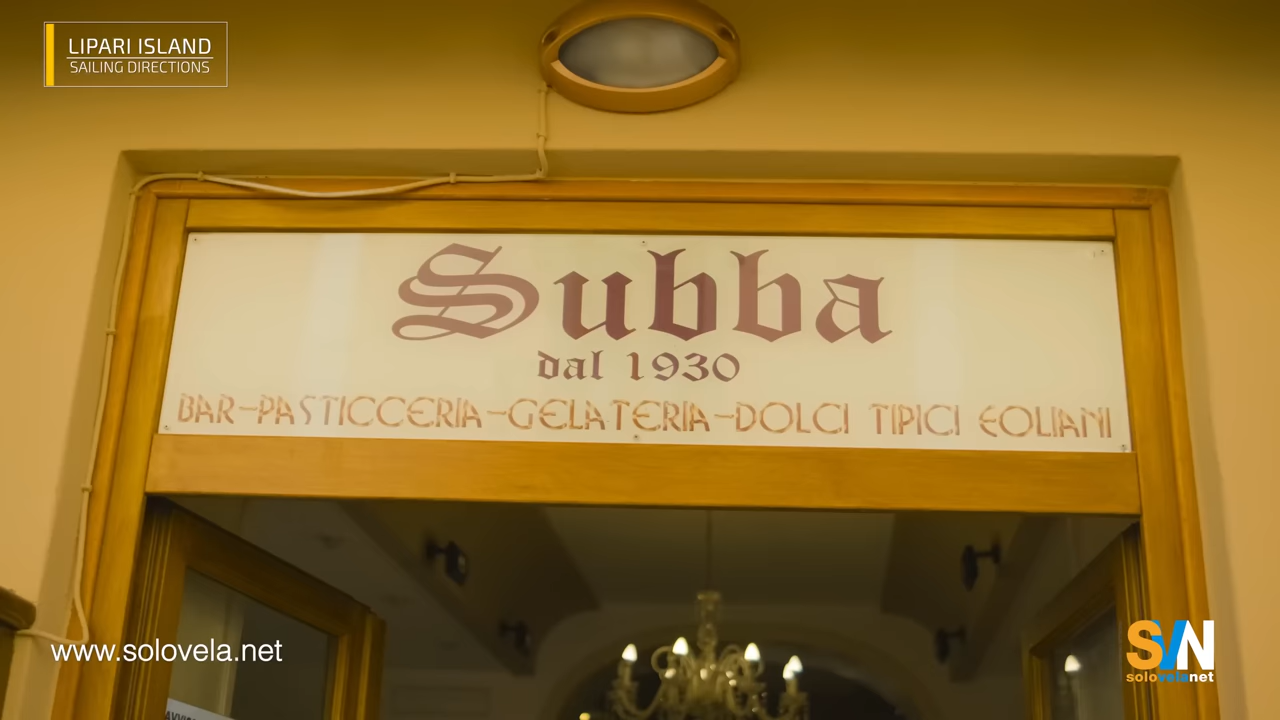 LIPARI ISLAND
SAILING DIRECTIONS
Subba
dal 1930
BAR-PASTICCERIA-GELATERIA-DOLCI TIPICI EOLIANI
www.solovela.net
SVN
solovelanet